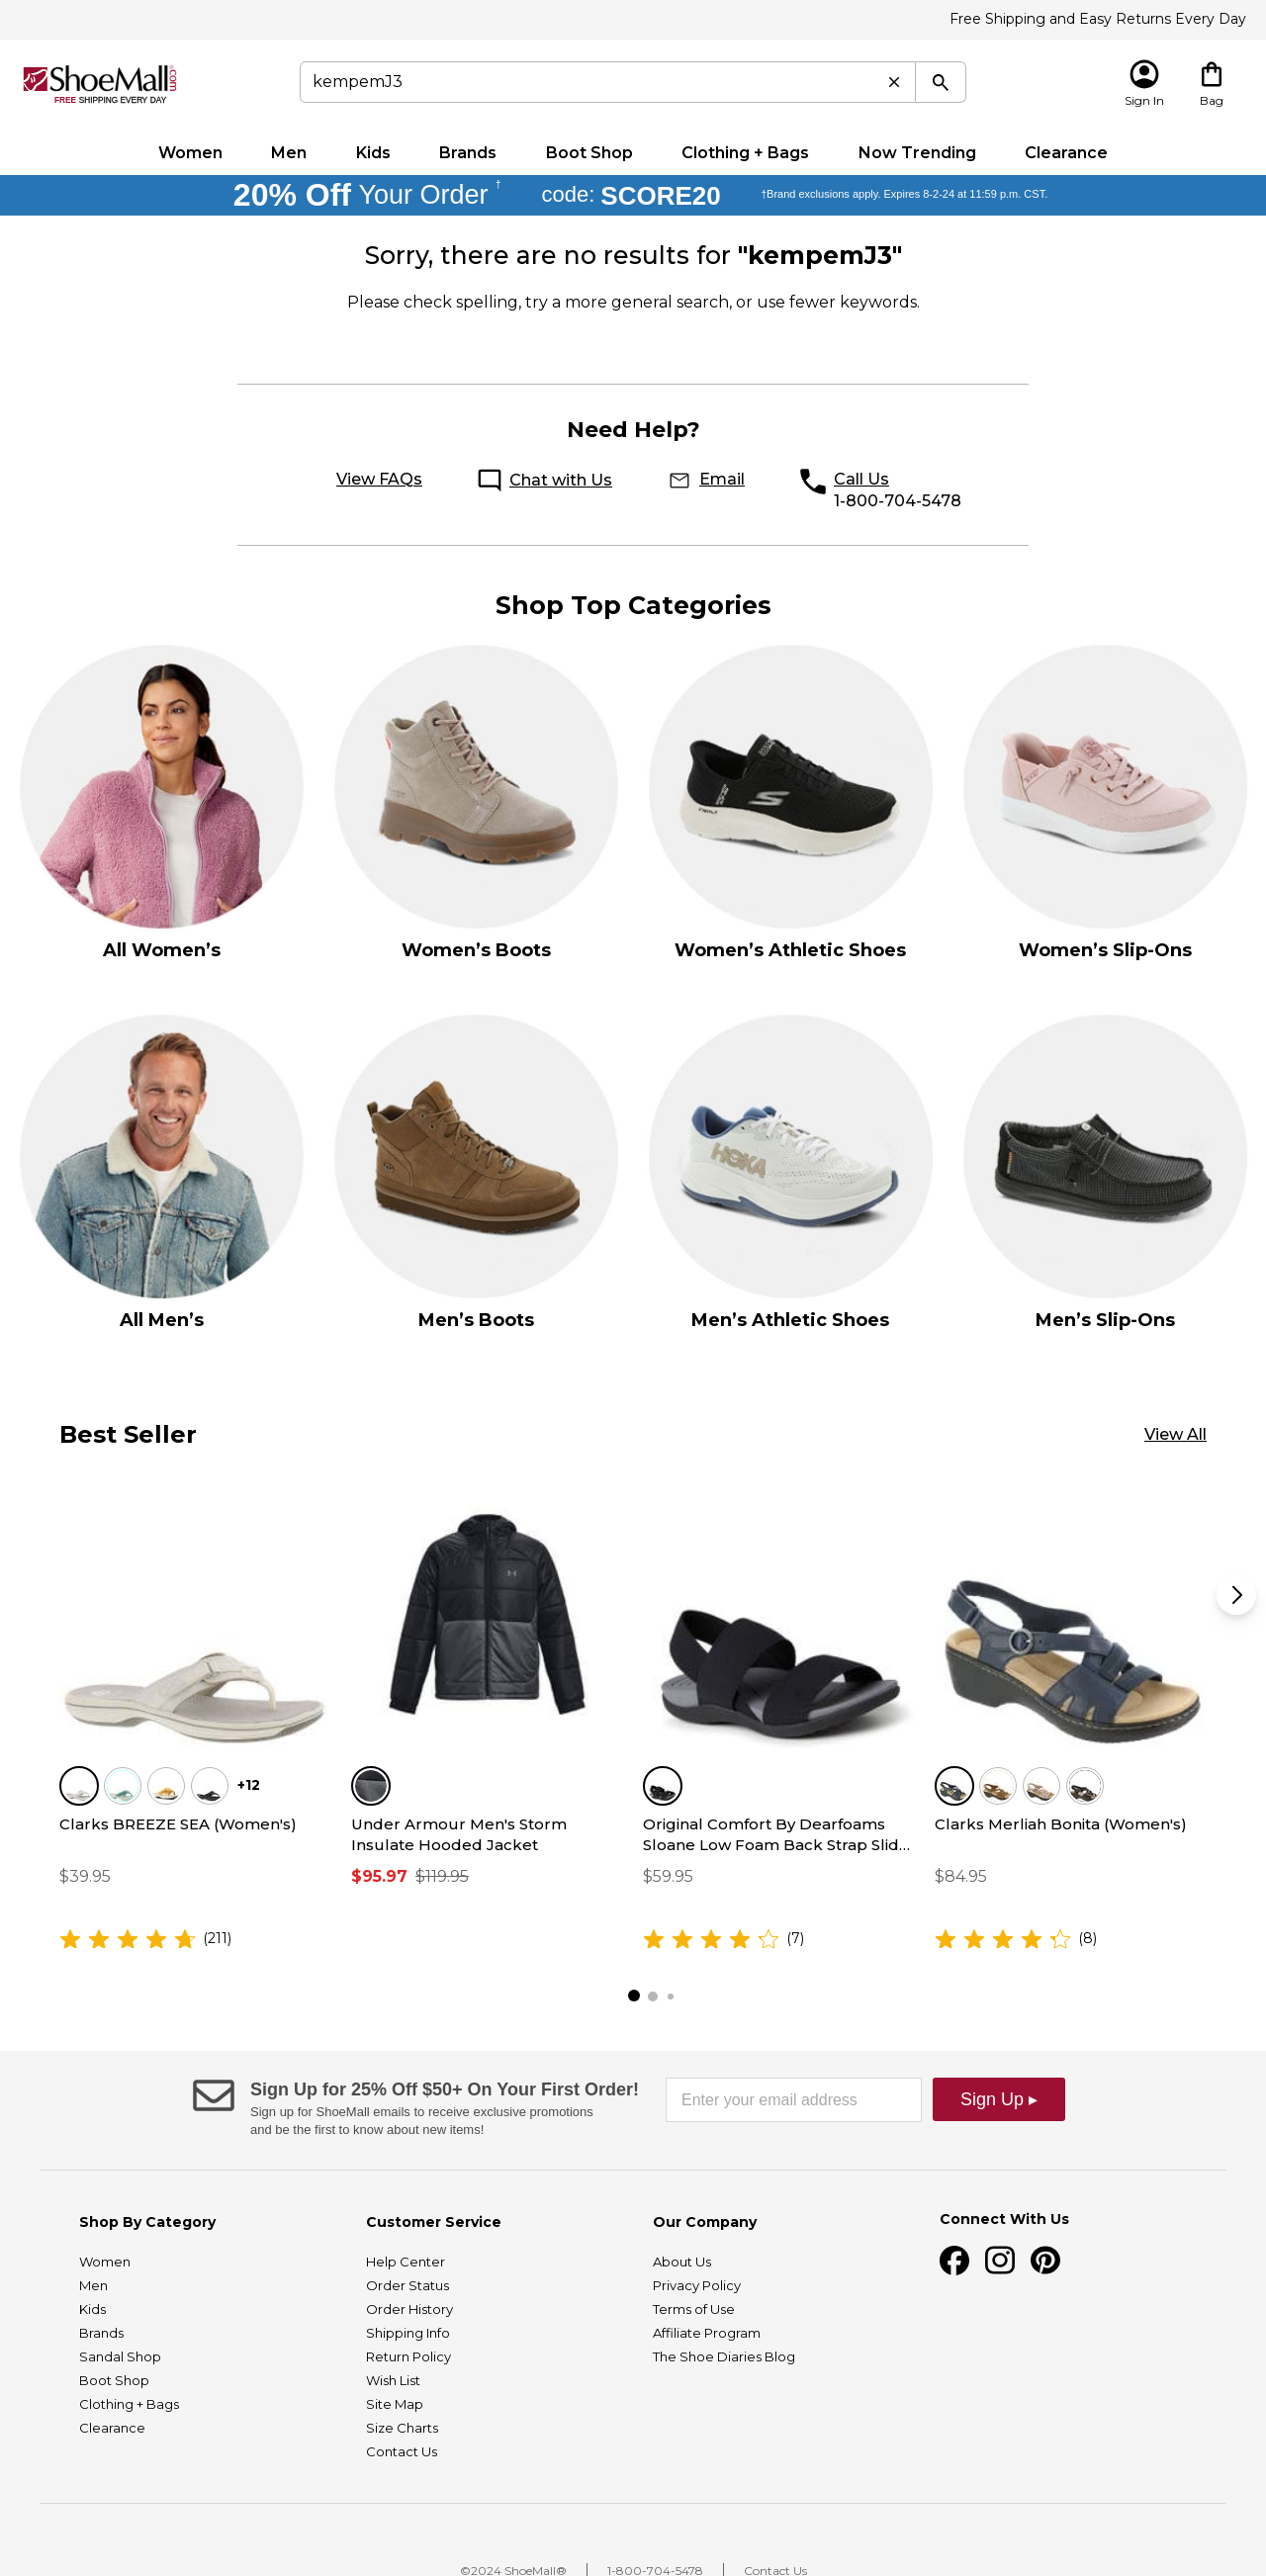 Free Shipping and Easy Returns Every Day
ShoeMall.com®
FREE SHIPPING EVERY DAY
kempemJ3
Sign In
Bag
Women Men Kids Brands Boot Shop Clothing + Bags Now Trending Clearance
20% Off Your Order † code: SCORE20 †Brand exclusions apply. Expires 8-2-24 at 11:59 p.m. CST.
Sorry, there are no results for "kempemJ3"
Please check spelling, try a more general search, or use fewer keywords.
Need Help?
View FAQs Chat with Us Email Call Us
1-800-704-5478
Shop Top Categories
HOKA
All Women’s Women’s Boots Women’s Athletic Shoes Women’s Slip-Ons
All Men’s Men’s Boots Men’s Athletic Shoes Men’s Slip-Ons
Best Seller
View All
+12
Clarks BREEZE SEA (Women's)
$39.95
(211)
Under Armour Men's Storm
Insulate Hooded Jacket
$95.97 $119.95
Original Comfort By Dearfoams
Sloane Low Foam Back Strap Slid...
$59.95
(7)
Clarks Merliah Bonita (Women's)
$84.95
(8)
Sign Up for 25% Off $50+ On Your First Order!
Sign up for ShoeMall emails to receive exclusive promotions
and be the first to know about new items!
Enter your email address
Sign Up ▸
Shop By Category
Women
Men
Kids
Brands
Sandal Shop
Boot Shop
Clothing + Bags
Clearance
Customer Service
Help Center
Order Status
Order History
Shipping Info
Return Policy
Wish List
Site Map
Size Charts
Contact Us
Our Company
About Us
Privacy Policy
Terms of Use
Affiliate Program
The Shoe Diaries Blog
Connect With Us
©2024 ShoeMall® 1-800-704-5478 Contact Us